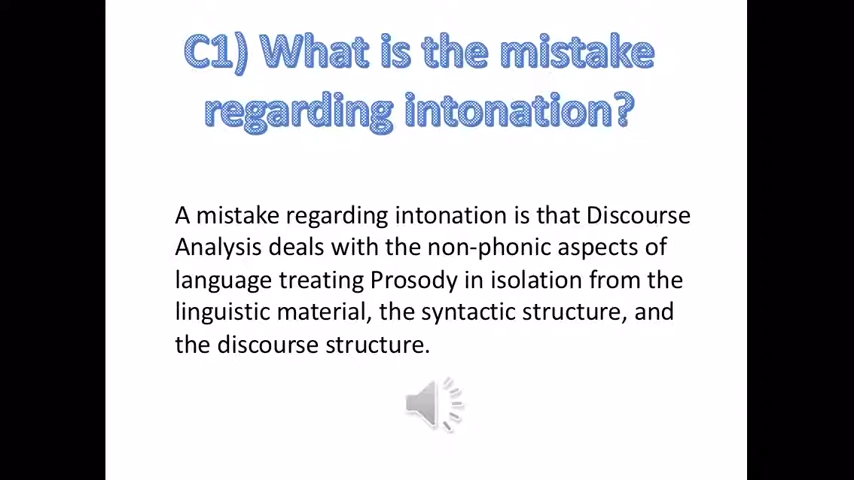 C1) What is the mistake
regarding intonation?
A mistake regarding intonation is that Discourse
Analysis deals with the non-phonic aspects of
language treating Prosody in isolation from the
linguistic material, the syntactic structure, and
the discourse structure.